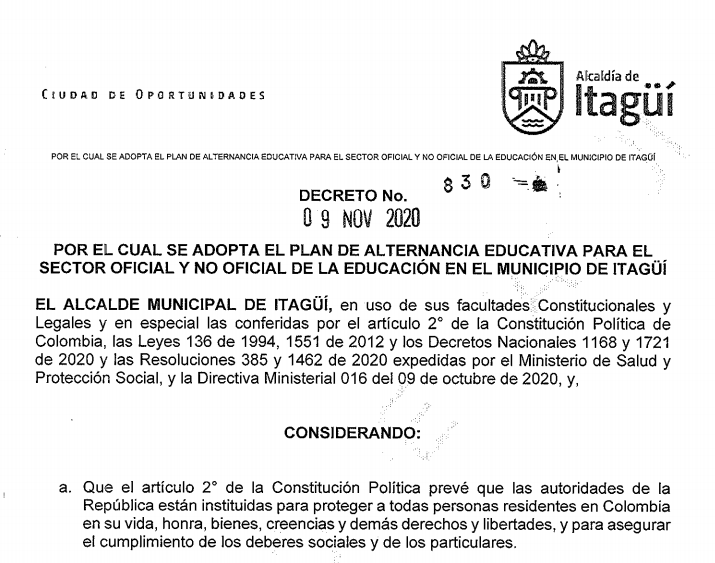 CIUDAD DE OPORTUNIDADES
Alcaldía de
Itagüí
POR EL CUAL SE ADOPTA EL PLAN DE ALTERNANCIA EDUCATIVA PARA EL SECTOR OFICIAL Y NO OFICIAL DE LA EDUCACIÓN EN EL MUNICIPIO DE ITAGÜÍ
DECRETO No. 830
09 NOV 2020
POR EL CUAL SE ADOPTA EL PLAN DE ALTERNANCIA EDUCATIVA PARA EL
SECTOR OFICIAL Y NO OFICIAL DE LA EDUCACIÓN EN EL MUNICIPIO DE ITAGÜÍ
EL ALCALDE MUNICIPAL DE ITAGÜÍ, en uso de sus facultades Constitucionales y
Legales y en especial las conferidas por el artículo 2° de la Constitución Política de
Colombia, las Leyes 136 de 1994, 1551 de 2012 y los Decretos Nacionales 1168 y 1721
de 2020 y las Resoluciones 385 y 1462 de 2020 expedidas por el Ministerio de Salud y
Protección Social, y la Directiva Ministerial 016 del 09 de octubre de 2020, y,
CONSIDERANDO:
a. Que el artículo 2° de la Constitución Política prevé que las autoridades de la
República están instituidas para proteger a todas personas residentes en Colombia
en su vida, honra, bienes, creencias y demás derechos y libertades, y para asegurar
el cumplimiento de los deberes sociales y de los particulares.